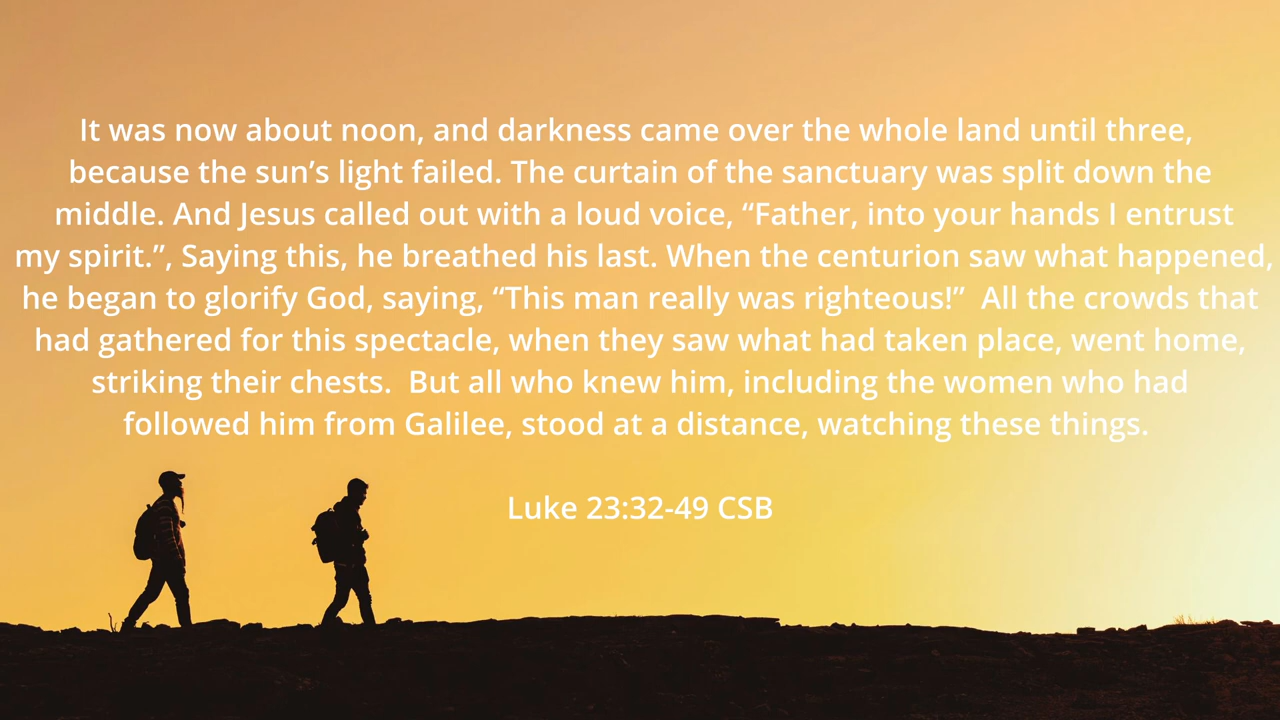 It was now about noon, and darkness came over the whole land until three,
because the sun’s light failed. The curtain of the sanctuary was split down the
middle. And Jesus called out with a loud voice, “Father, into your hands I entrust
my spirit.”, Saying this, he breathed his last. When the centurion saw what happened,
he began to glorify God, saying, “This man really was righteous!”  All the crowds that
had gathered for this spectacle, when they saw what had taken place, went home,
striking their chests.  But all who knew him, including the women who had
followed him from Galilee, stood at a distance, watching these things.
Luke 23:32-49 CSB